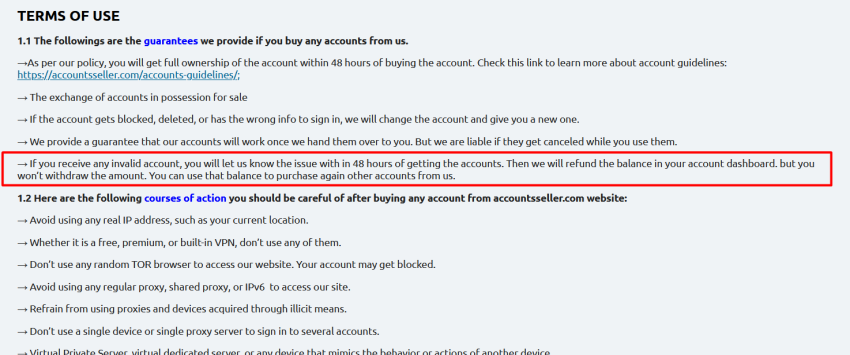 TERMS OF USE
1.1 The followings are the guarantees we provide if you buy any accounts from us.
→As per our policy, you will get full ownership of the account within 48 hours of buying the account. Check this link to learn more about account guidelines:
https://accountsseller.com/accounts-guidelines/;
→ The exchange of accounts in possession for sale
→ If the account gets blocked, deleted, or has the wrong info to sign in, we will change the account and give you a new one.
→ We provide a guarantee that our accounts will work once we hand them over to you. But we are liable if they get canceled while you use them.
→ If you receive any invalid account, you will let us know the issue with in 48 hours of getting the accounts. Then we will refund the balance in your account dashboard. but you
won't withdraw the amount. You can use that balance to purchase again other accounts from us.
1.2 Here are the following courses of action you should be careful of after buying any account from accountsseller.com website:
→ Avoid using any real IP address, such as your current location.
→ Whether it is a free, premium, or built-in VPN, don't use any of them.
→ Don't use any random TOR browser to access our website. Your account may get blocked.
→ Avoid using any regular proxy, shared proxy, or IPv6 to access our site.
→ Refrain from using proxies and devices acquired through illicit means.
→ Don't use a single device or single proxy server to sign in to several accounts.
→ Virtual Private Server, virtual dedicated server, or any device that mimics the behavior or actions of another device